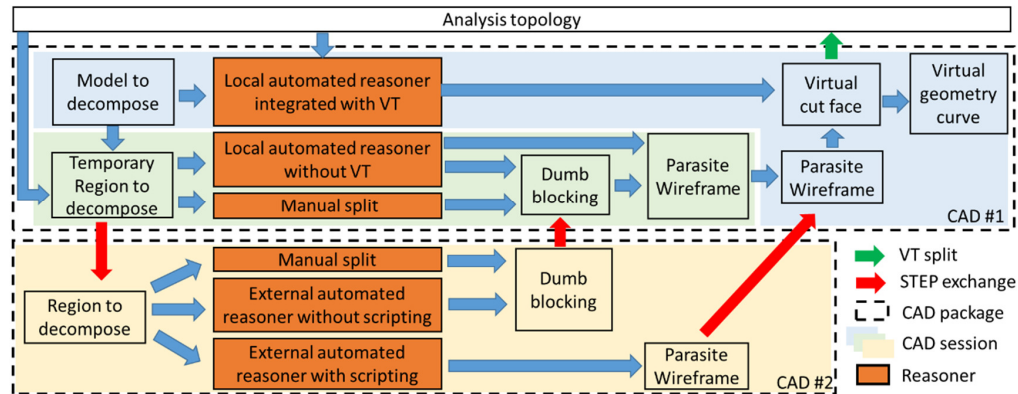 Analysis topology
Model to
decompose
Local automated reasoner
integrated with VT
Virtual
cut face
Virtual
geometry
curve
Temporary
Region to
decompose
Local automated reasoner
without VT
Manual split
Dumb
blocking
Parasite
Wireframe
Parasite
Wireframe
CAD #1
Region to
decompose
Manual split
External automated
reasoner without scripting
External automated
reasoner with scripting
Dumb
blocking
Parasite
Wireframe
CAD #2
VT split
STEP exchange
CAD package
CAD session
Reasoner